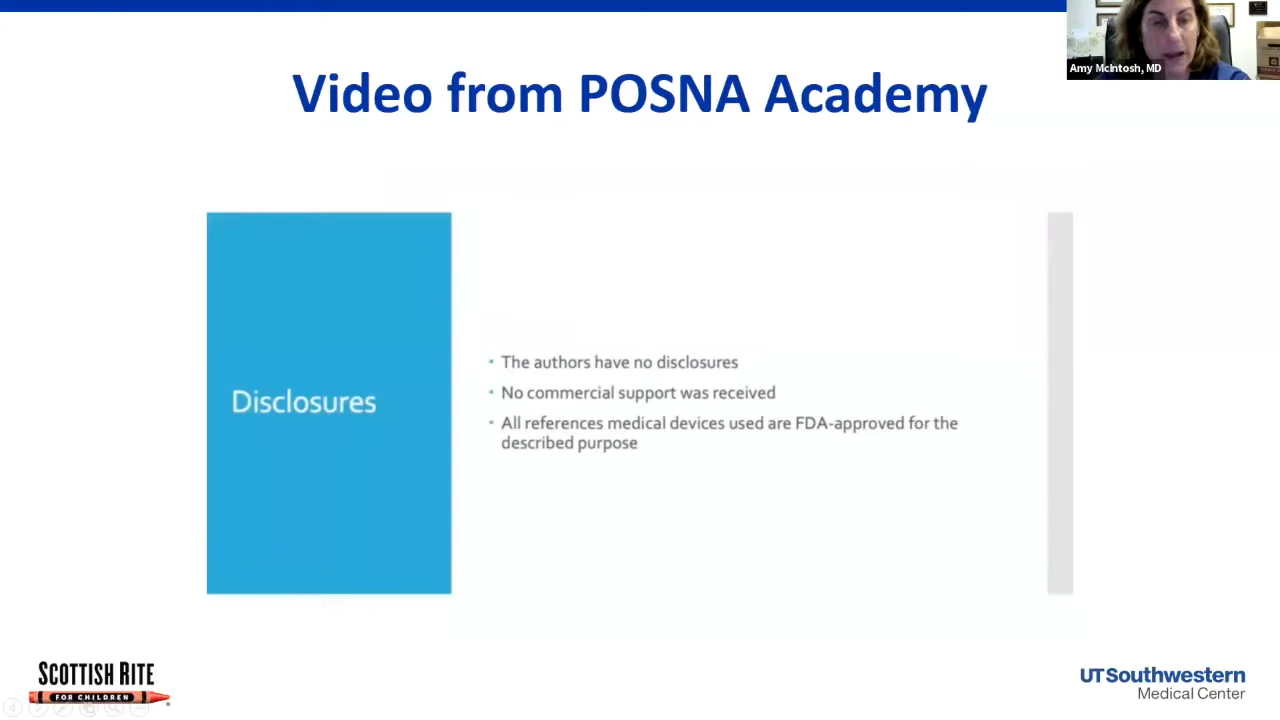 Amy McIntosh, MD
Video from POSNA Academy
Disclosures
• The authors have no disclosures
• No commercial support was received
• All references medical devices used are FDA-approved for the
described purpose
SCOTTISH RITE
FOR CHILDREN
UTSouthwestern
Medical Center